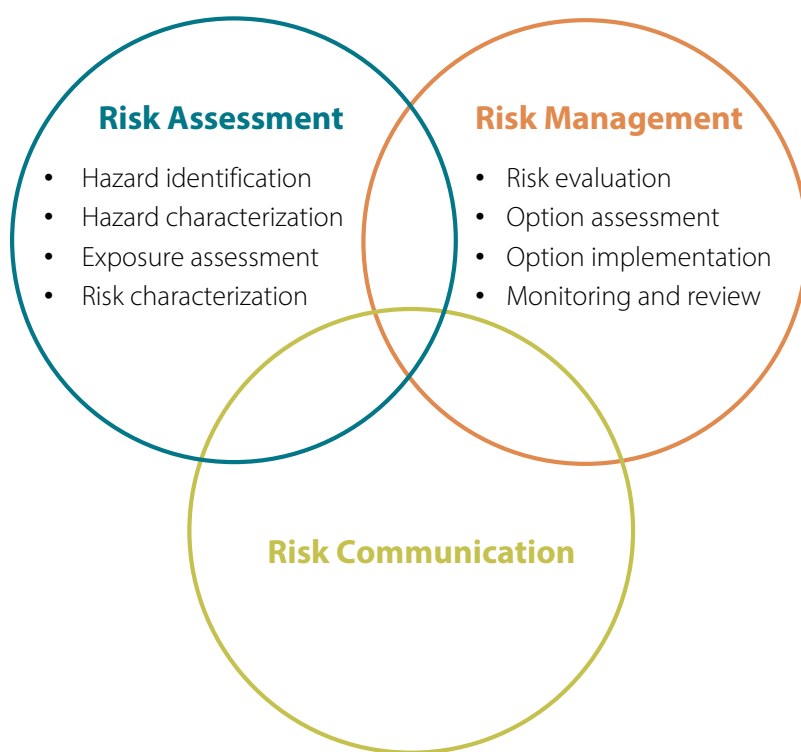 Risk Assessment
• Hazard identification
• Hazard characterization
• Exposure assessment
• Risk characterization
Risk Management
• Risk evaluation
• Option assessment
• Option implementation
• Monitoring and review
Risk Communication